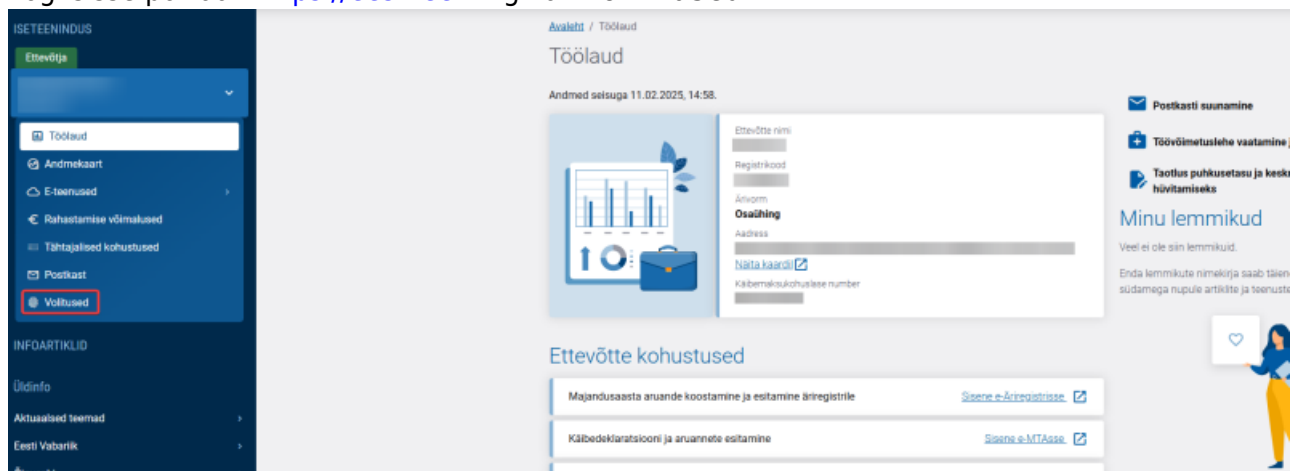 ISETEENINDUS
Ettevõtja
Töölaud
Andmekaart
E-teenused
Rahastamise võimalused
Tähtajalised kohustused
Postkast
Volitused
INFOARTIKLID
Üldinfo
Aktuaalsed teemad
Eesti Vabariik
Avaleht / Töölaud
Töölaud
Andmed seisuga 11.02.2025, 14:58.
Ettevõtte nimi
Registrikood
Ärivorm
Osaühing
Aadress
Näita kaardil
Käibemaksukohuslase number
Ettevõtte kohustused
Majandusaasta aruande koostamine ja esitamine äriregistrile
Sisene e-Äriregistrisse
Käibedeklaratsiooni ja aruannete esitamine
Sisene e-MTAsse
Postkasti suunamine
Töövõimetuslehe vaatamine j
Taotlus puhkusetasu ja
hüvitamiseks
Minu lemmikud
Veel ei ole siin lemmikuid.
Enda lemmikute nimekirja saab
südamega nupule artiklite ja